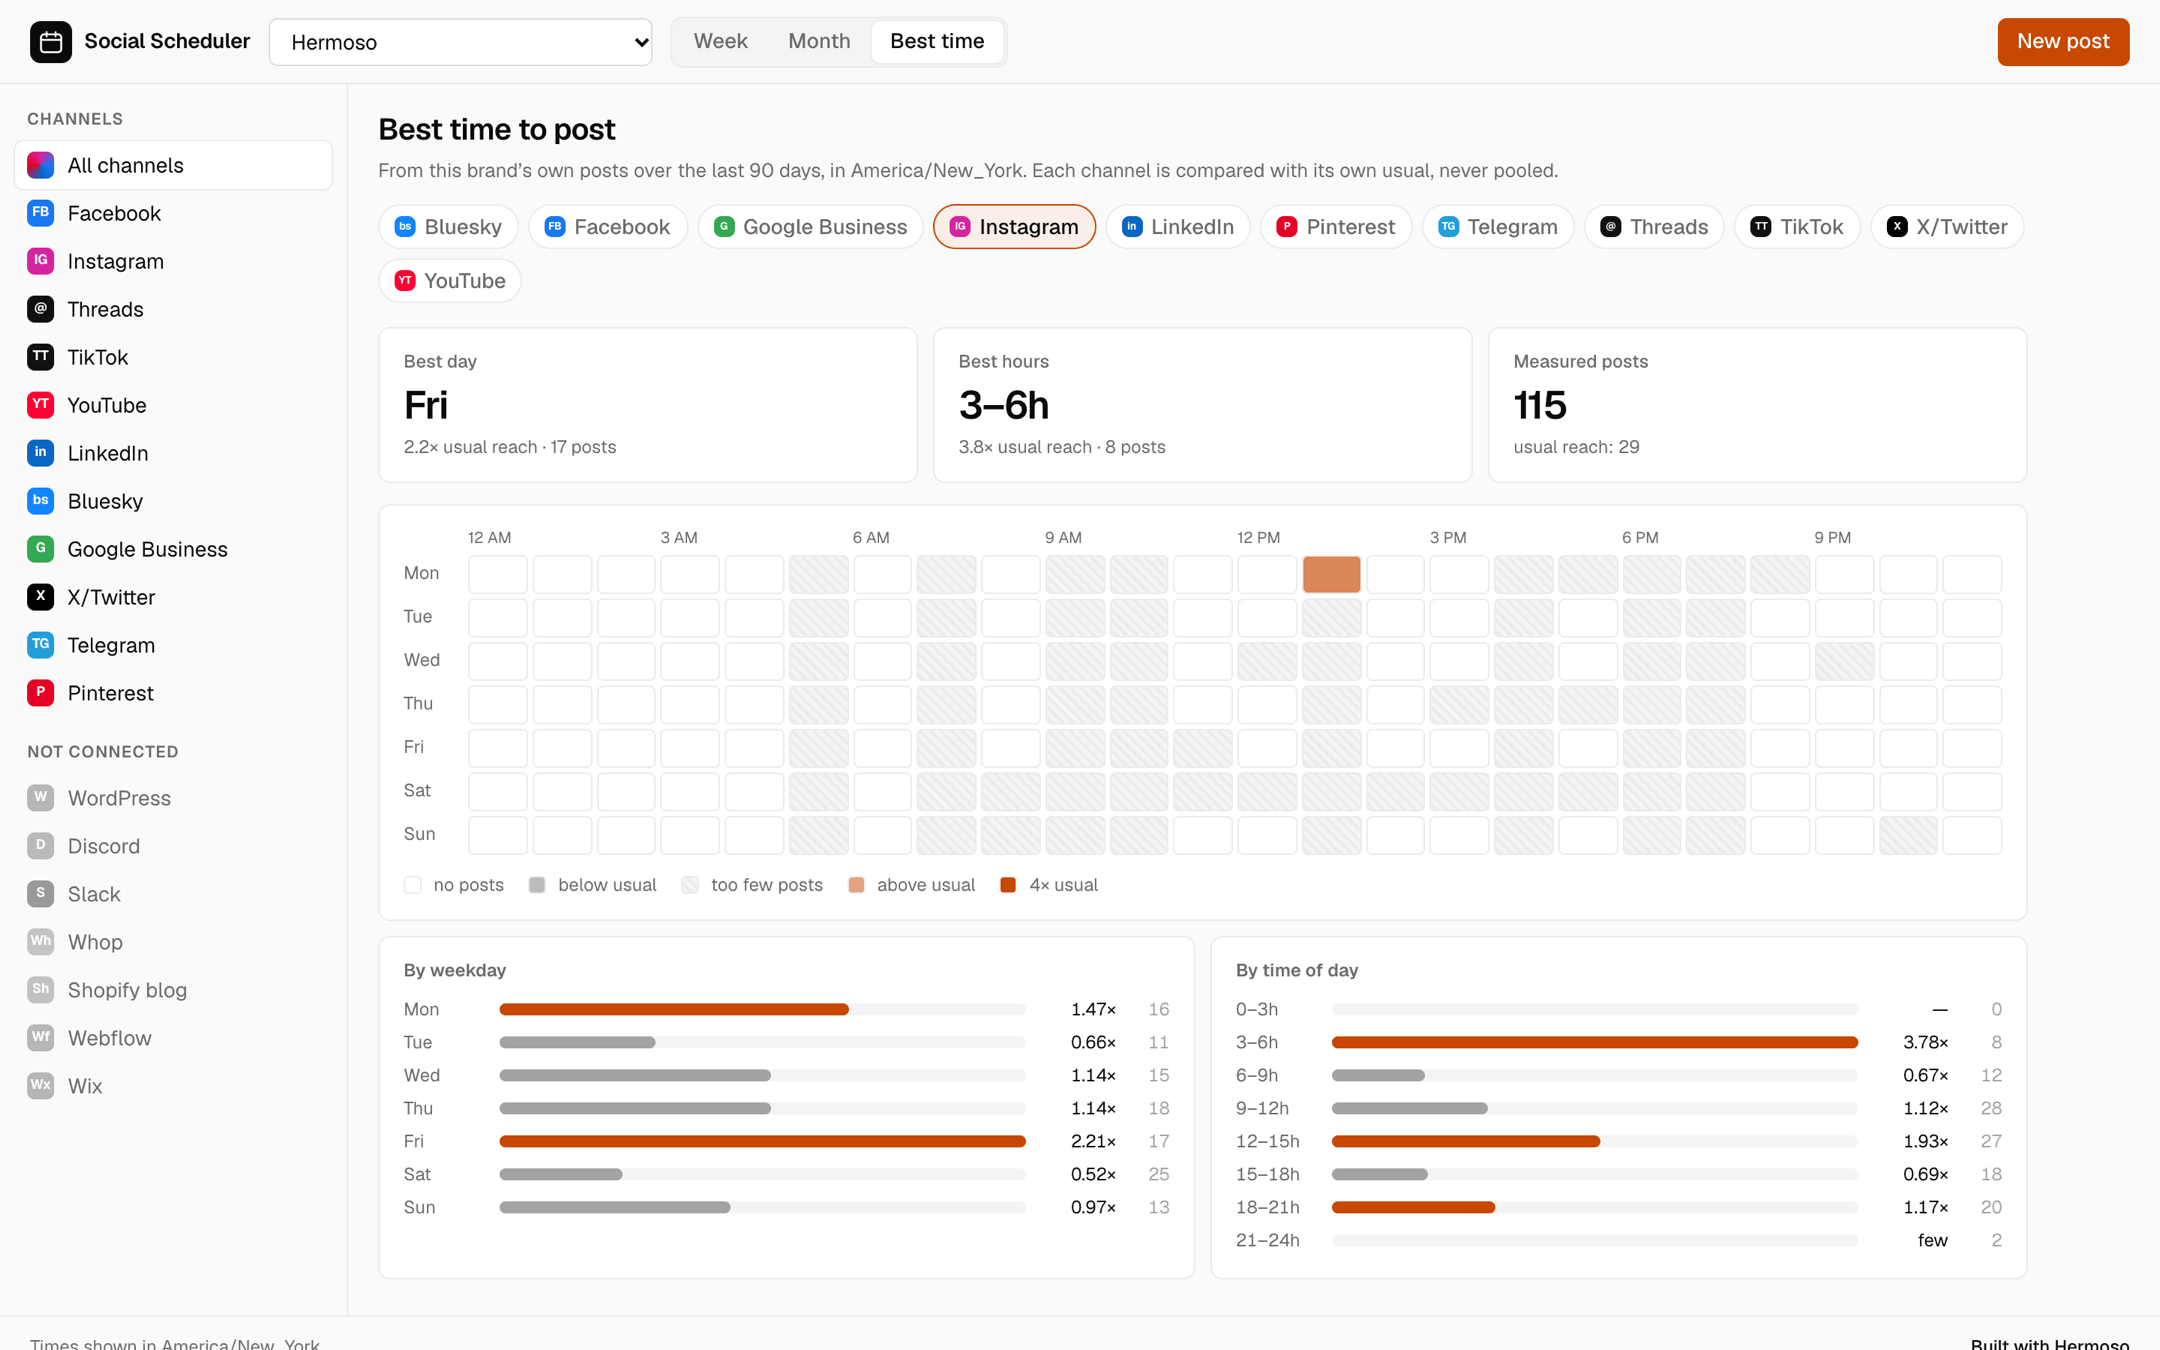 Social Scheduler
Hermoso
Week Month Best time
New post
CHANNELS
All channels
FB Facebook
IG Instagram
@ Threads
TT TikTok
YT YouTube
in LinkedIn
bs Bluesky
G Google Business
X X/Twitter
TG Telegram
P Pinterest
NOT CONNECTED
W WordPress
D Discord
S Slack
Wh Whop
Sh Shopify blog
Wf Webflow
Wx Wix
Best time to post
From this brand’s own posts over the last 90 days, in America/New_York. Each channel is compared with its own usual, never pooled.
bs Bluesky FB Facebook G Google Business IG Instagram in LinkedIn P Pinterest TG Telegram @ Threads TT TikTok X X/Twitter
YT YouTube
Best day
Fri
2.2× usual reach · 17 posts
Best hours
3–6h
3.8× usual reach · 8 posts
Measured posts
115
usual reach: 29
12 AM 3 AM 6 AM 9 AM 12 PM 3 PM 6 PM 9 PM
Mon
Tue
Wed
Thu
Fri
Sat
Sun
no posts below usual too few posts above usual 4× usual
By weekday
Mon 1.47× 16
Tue 0.66× 11
Wed 1.14× 15
Thu 1.14× 18
Fri 2.21× 17
Sat 0.52× 25
Sun 0.97× 13
By time of day
0–3h — 0
3–6h 3.78× 8
6–9h 0.67× 12
9–12h 1.12× 28
12–15h 1.93× 27
15–18h 0.69× 18
18–21h 1.17× 20
21–24h few 2
Times shown in America/New_York
Built with Hermoso